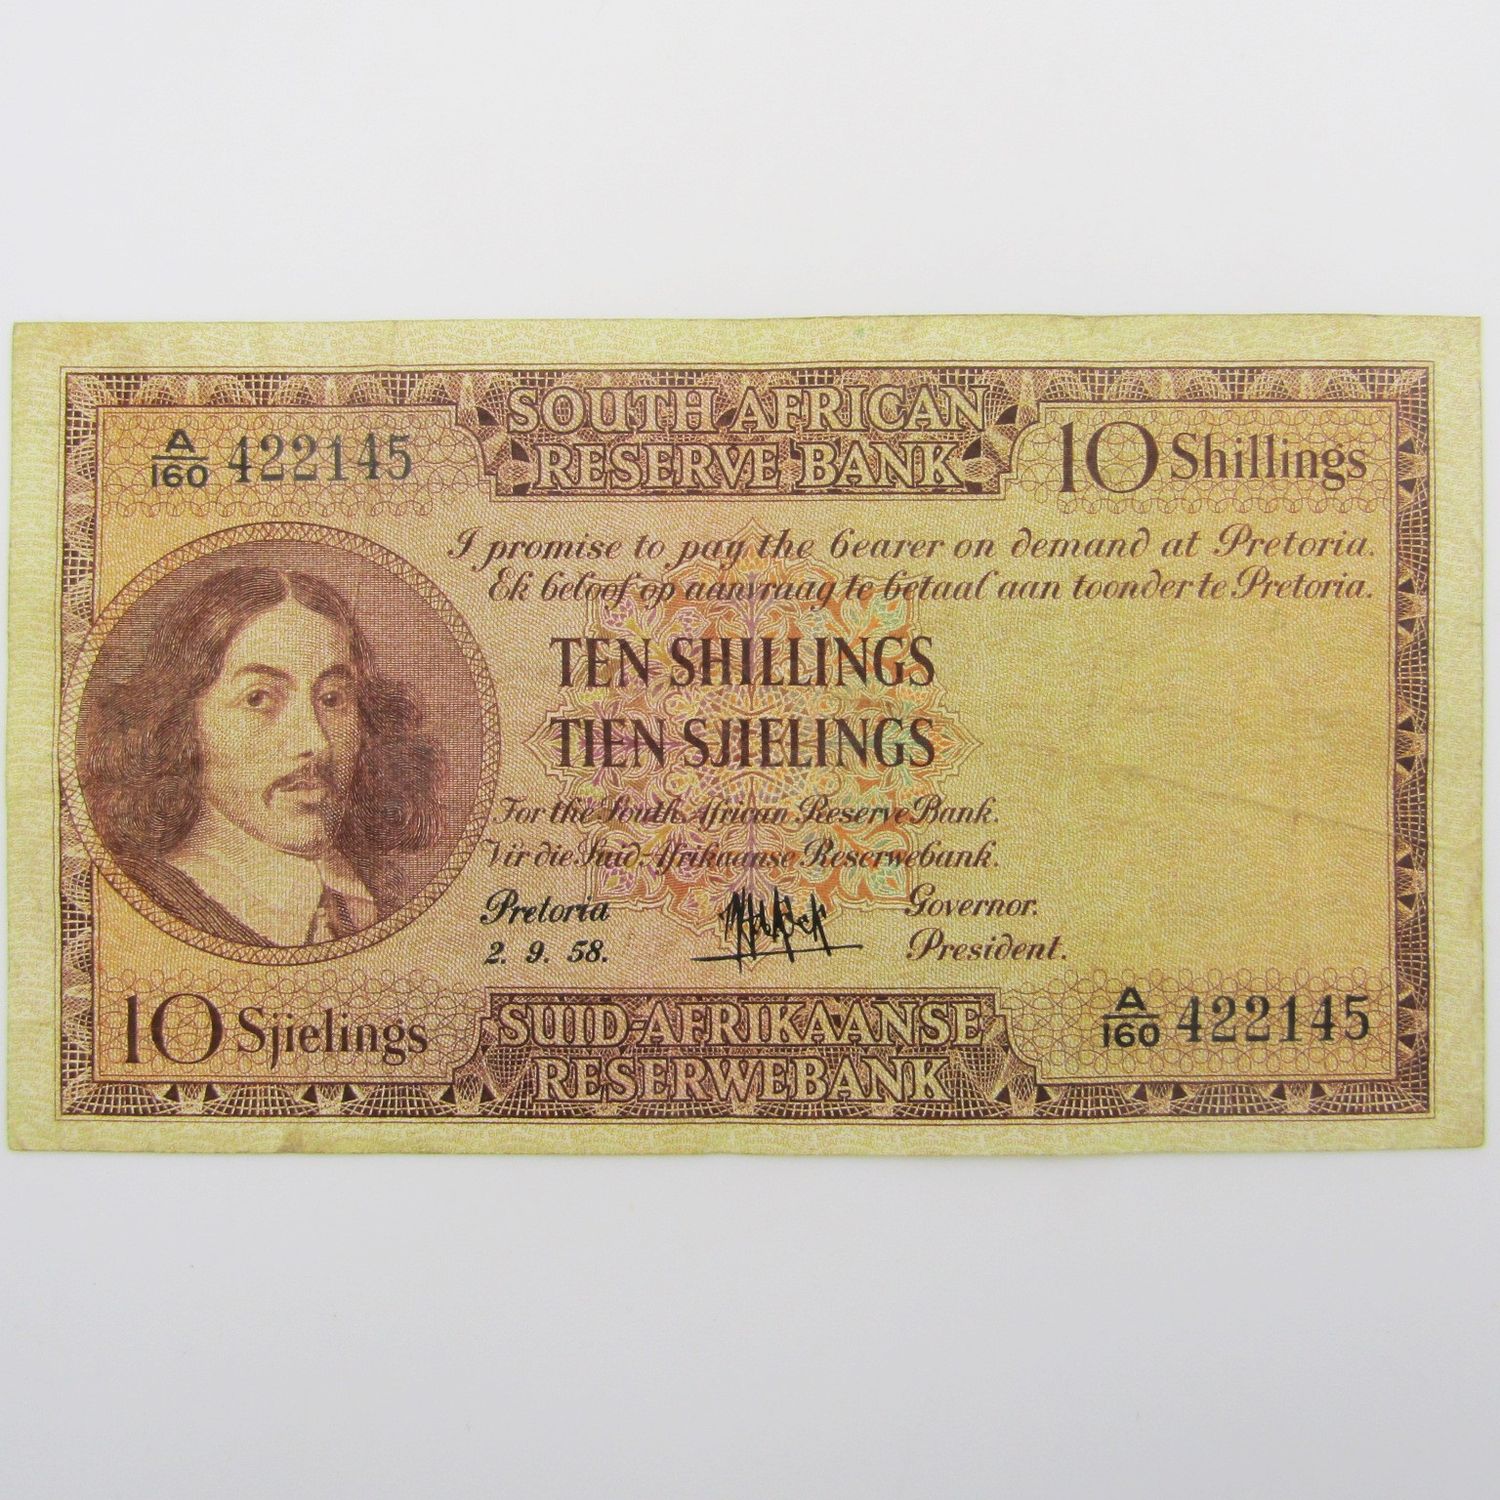 SOUTH AFRICAN
RESERVE BANK
A/160 422145
10 Shillings
I promise to pay the bearer on demand at Pretoria.
Ek beloof op aanvraag te betaal aan toonder te Pretoria.
TEN SHILLINGS
TIEN SJIELINGS
For the South African Reserve Bank.
Vir die Suid-Afrikaanse Reserwebank.
Pretoria
2. 9. 58.
Governor.
President.
10 Sjielings
SUID-AFRIKAANSE
RESERWEBANK
A/160 422145